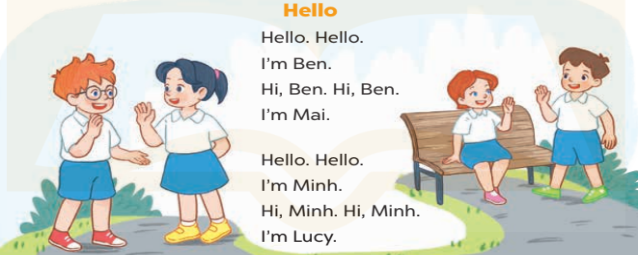 Hello
Hello. Hello.
I'm Ben.
Hi, Ben. Hi, Ben.
I'm Mai.
Hello. Hello.
I'm Minh.
Hi, Minh. Hi, Minh.
I'm Lucy.